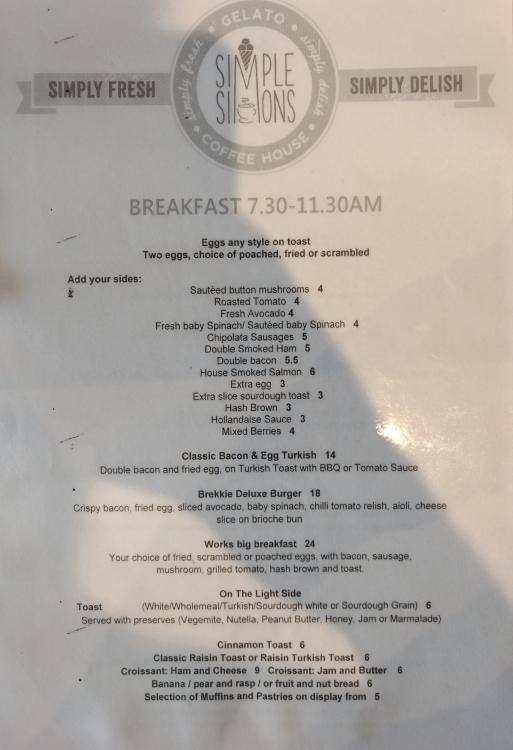 GELATO
simply fresh
simply delish
SIMPLE
SIMONS
COFFEE HOUSE
SIMPLY FRESH
SIMPLY DELISH
BREAKFAST 7.30-11.30AM
Eggs any style on toast
Two eggs, choice of poached, fried or scrambled
Add your sides:
Sautéed button mushrooms 4
Roasted Tomato 4
Fresh Avocado 4
Fresh baby Spinach/ Sautéed baby Spinach 4
Chipolata Sausages 5
Double Smoked Ham 5
Double bacon 5.5
House Smoked Salmon 6
Extra egg 3
Extra slice sourdough toast 3
Hash Brown 3
Hollandaise Sauce 3
Mixed Berries 4
Classic Bacon & Egg Turkish 14
Double bacon and fried egg, on Turkish Toast with BBQ or Tomato Sauce
Brekkie Deluxe Burger 18
Crispy bacon, fried egg, sliced avocado, baby spinach, chilli tomato relish, aioli, cheese
slice on brioche bun
Works big breakfast 24
Your choice of fried, scrambled or poached eggs, with bacon, sausage,
mushroom, grilled tomato, hash brown and toast.
On The Light Side
Toast (White/Wholemeal/Turkish/Sourdough white or Sourdough Grain) 6
Served with preserves (Vegemite, Nutella, Peanut Butter, Honey, Jam or Marmalade)
Cinnamon Toast 6
Classic Raisin Toast or Raisin Turkish Toast 6
Croissant: Ham and Cheese 9 Croissant: Jam and Butter 6
Banana / pear and rasp / or fruit and nut bread 6
Selection of Muffins and Pastries on display from 5